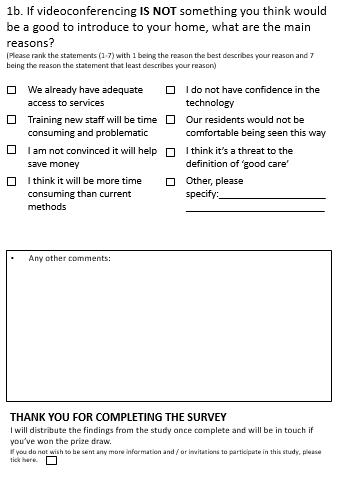 1b. If videoconferencing IS NOT something you think would
be a good to introduce to your home, what are the main
reasons?
(Please rank the statements (1-7) with 1 being the reason the best describes your reason and 7
being the reason the statement that least describes your reason)
We already have adequate
access to services
Training new staff will be time
consuming and problematic
I am not convinced it will help
save money
I think it will be more time
consuming than current
methods
I do not have confidence in the
technology
Our residents would not be
comfortable being seen this way
I think it's a threat to the
definition of 'good care'
Other, please
specify:
• Any other comments:
THANK YOU FOR COMPLETING THE SURVEY
I will distribute the findings from the study once complete and will be in touch if
you've won the prize draw.
If you do not wish to be sent any more information and / or invitations to participate in this study, please
tick here.